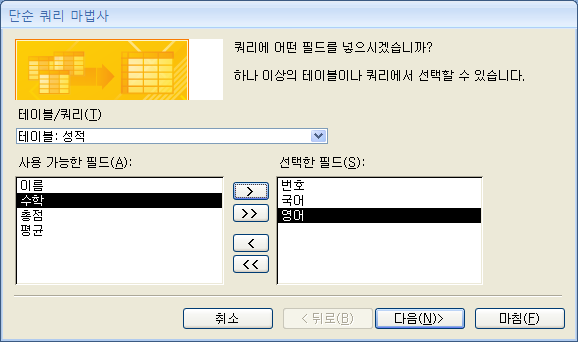 단순 쿼리 마법사
쿼리에 어떤 필드를 넣으시겠습니까?
하나 이상의 테이블이나 쿼리에서 선택할 수 있습니다.
테이블/쿼리(T)
테이블: 성적
사용 가능한 필드(A):
선택한 필드(S):
이름
수학
총점
평균
>
>>
<
<<
번호
국어
영어
취소
< 뒤로(B)
다음(N)>
마침(F)